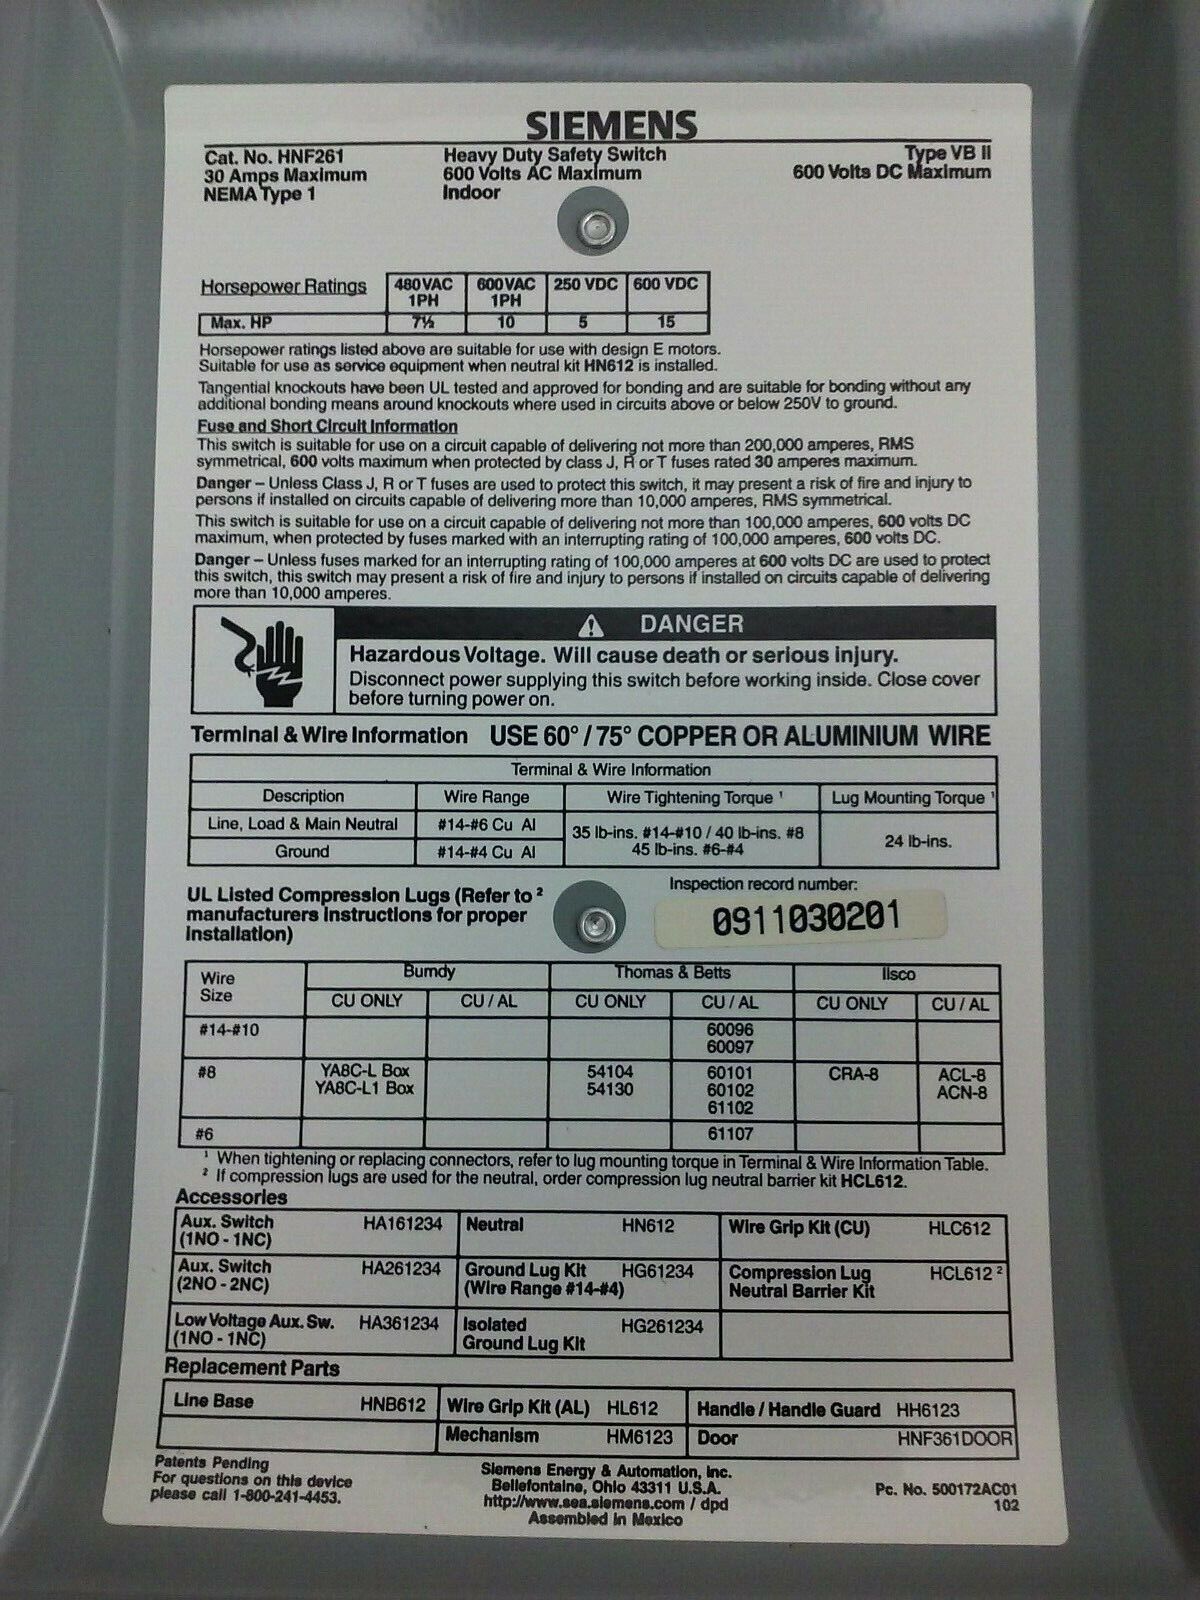 SIEMENS
Cat. No. HNF261
30 Amps Maximum
NEMA Type 1
Heavy Duty Safety Switch
600 Volts AC Maximum
Indoor
Type VB II
600 Volts DC Maximum
Horsepower Ratings 480VAC 1PH 600VAC 1PH 250 VDC 600 VDC
Max. HP 7½ 10 5 15
Horsepower ratings listed above are suitable for use with design E motors.
Suitable for use as service equipment when neutral kit HN612 is installed.
Tangential knockouts have been UL tested and approved for bonding and are suitable for bonding without any
additional bonding means around knockouts where used in circuits above or below 250V to ground.
Fuse and Short Circuit Information
This switch is suitable for use on a circuit capable of delivering not more than 200,000 amperes, RMS
symmetrical, 600 volts maximum when protected by class J, R or T fuses rated 30 amperes maximum.
Danger – Unless Class J, R or T fuses are used to protect this switch, it may present a risk of fire and injury to
persons if installed on circuits capable of delivering more than 10,000 amperes, RMS symmetrical.
This switch is suitable for use on a circuit capable of delivering not more than 100,000 amperes, 600 volts DC
maximum, when protected by fuses marked with an interrupting rating of 100,000 amperes, 600 volts DC.
Danger – Unless fuses marked for an interrupting rating of 100,000 amperes at 600 volts DC are used to protect
this switch, this switch may present a risk of fire and injury to persons if installed on circuits capable of delivering
more than 10,000 amperes.
DANGER
Hazardous Voltage. Will cause death or serious injury.
Disconnect power supplying this switch before working inside. Close cover
before turning power on.
Terminal & Wire Information USE 60° / 75° COPPER OR ALUMINIUM WIRE
Terminal & Wire Information
Description Wire Range Wire Tightening Torque ¹ Lug Mounting Torque ¹
Line, Load & Main Neutral #14-#6 Cu Al 35 lb-ins. #14-#10 / 40 lb-ins. #8
45 lb-ins. #6-#4 24 lb-ins.
Ground #14-#4 Cu Al
UL Listed Compression Lugs (Refer to ²
manufacturers instructions for proper
installation)
Inspection record number:
0911030201
Wire Size Burndy Thomas & Betts Ilsco
CU ONLY CU / AL CU ONLY CU / AL CU ONLY CU / AL
#14-#10 60096
60097
#8 YA8C-L Box 54104 60101 CRA-8 ACL-8
YA8C-L1 Box 54130 60102 ACN-8
61102
#6 61107
¹ When tightening or replacing connectors, refer to lug mounting torque in Terminal & Wire Information Table.
² If compression lugs are used for the neutral, order compression lug neutral barrier kit HCL612.
Accessories
Aux. Switch HA161234 Neutral HN612 Wire Grip Kit (CU) HLC612
(1NO - 1NC)
Aux. Switch HA261234 Ground Lug Kit HG61234 Compression Lug HCL612 ²
(2NO - 2NC) (Wire Range #14-#4) Neutral Barrier Kit
Low Voltage Aux. Sw. HA361234 Isolated HG261234
(1NO - 1NC) Ground Lug Kit
Replacement Parts
Line Base HNB612 Wire Grip Kit (AL) HL612 Handle / Handle Guard HH6123
Mechanism HM6123 Door HNF361DOOR
Patents Pending
For questions on this device
please call 1-800-241-4453.
Siemens Energy & Automation, Inc.
Bellefontaine, Ohio 43311 U.S.A.
http://www.sea.siemens.com / dpd
Assembled in Mexico
Pc. No. 500172AC01
102